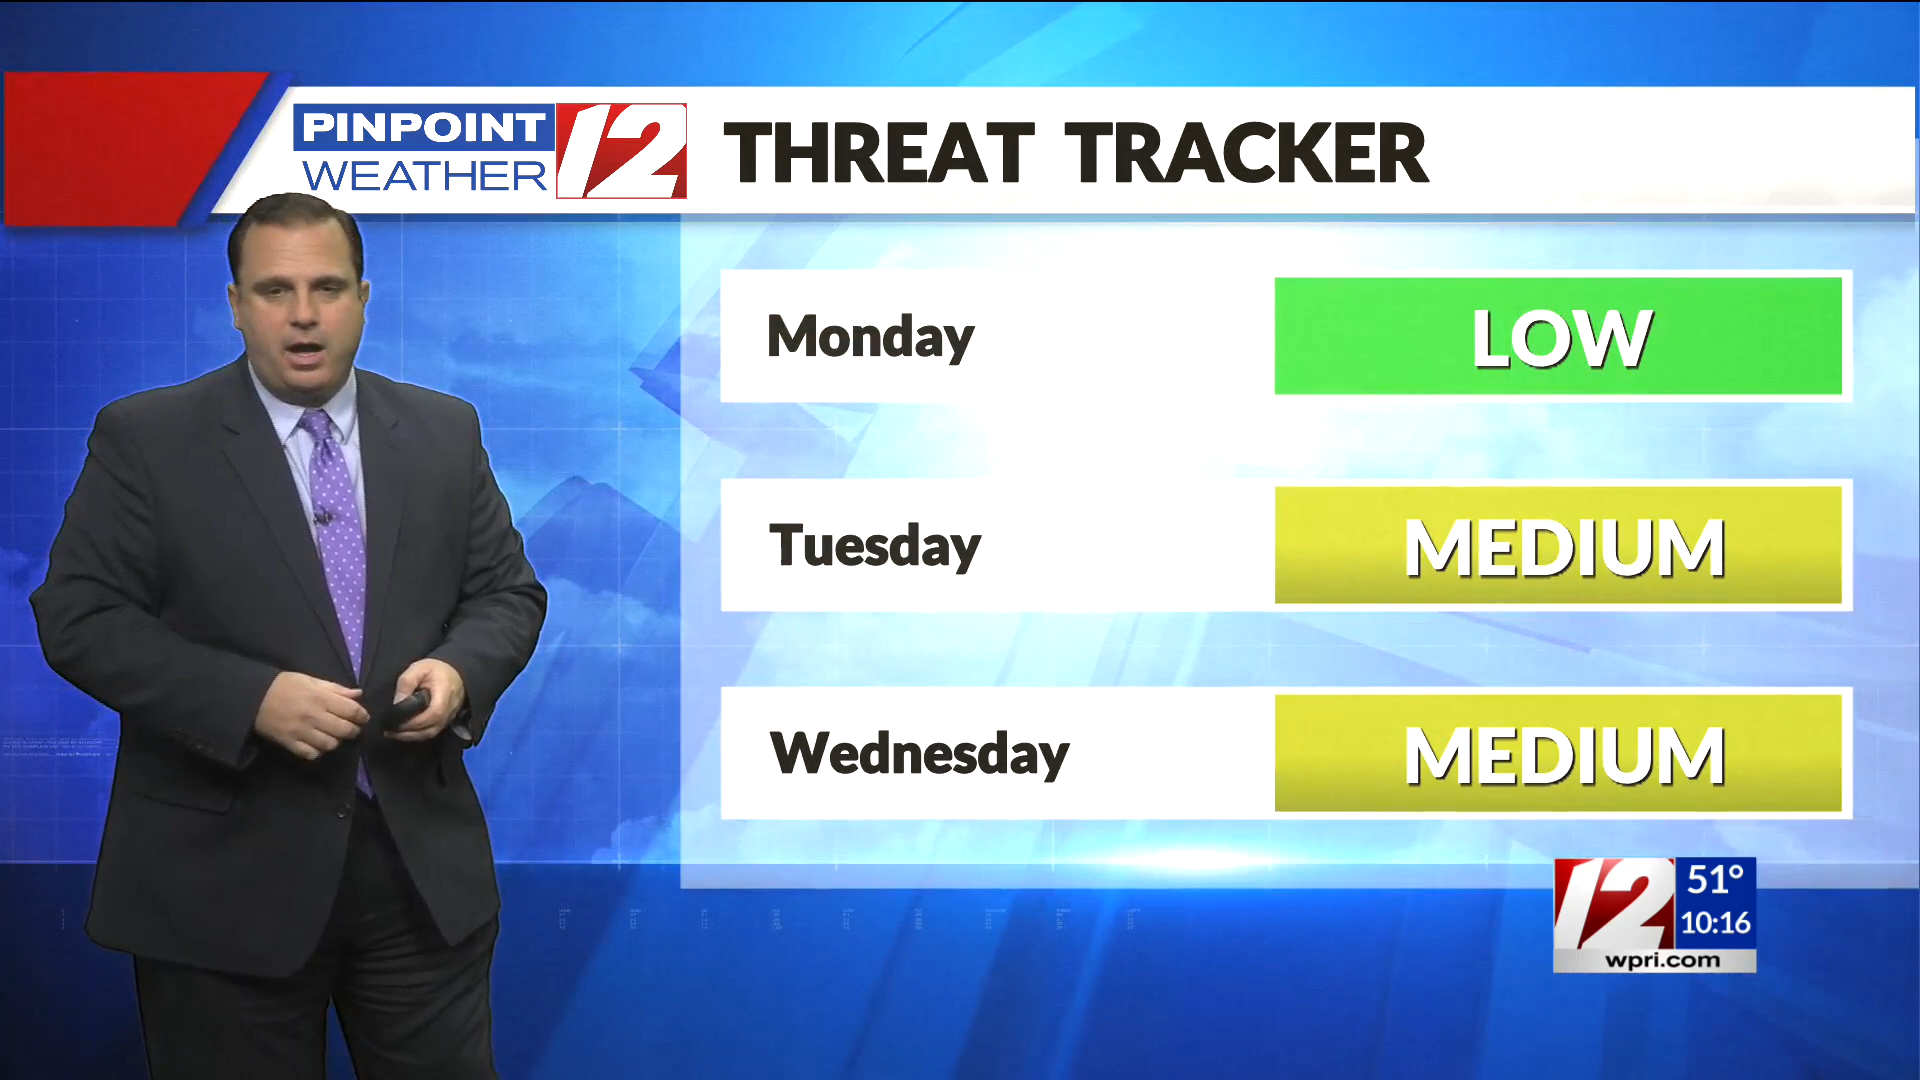 PINPOINT
WEATHER
12
THREAT TRACKER
Monday
LOW
Tuesday
MEDIUM
Wednesday
MEDIUM
12
51°
10:16
wpri.com